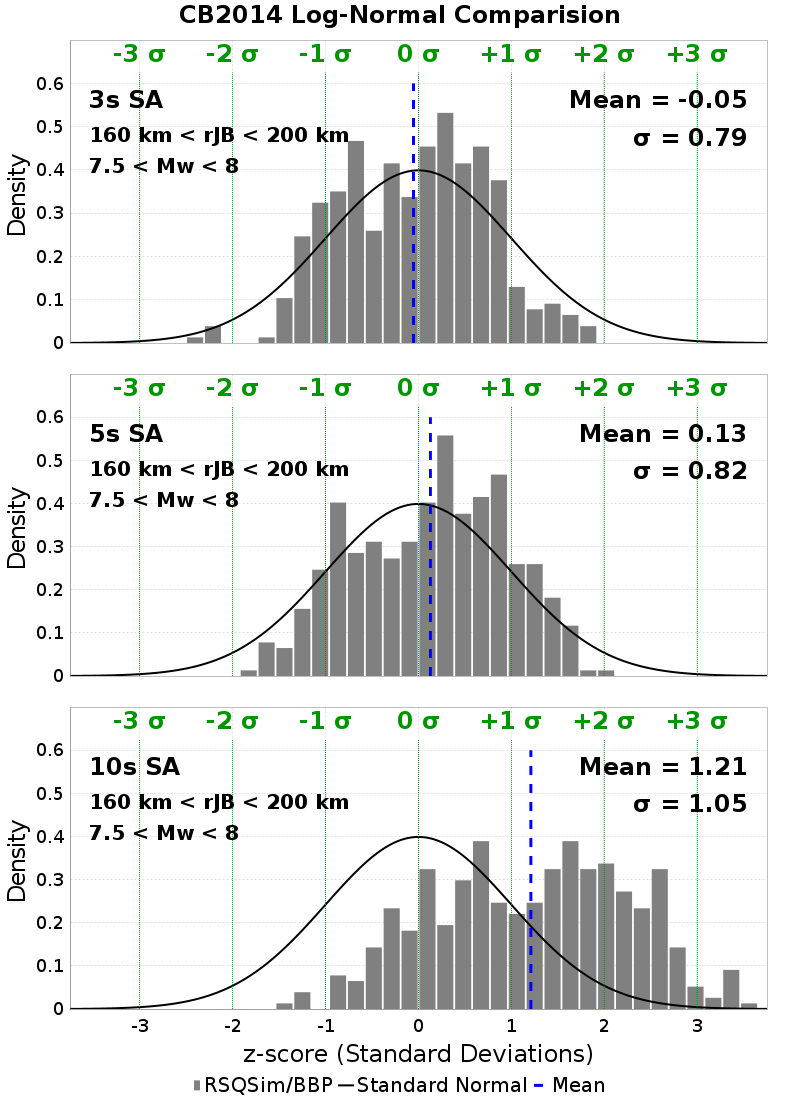 CB2014 Log-Normal Comparision
-3 σ -2 σ -1 σ 0 σ +1 σ +2 σ +3 σ
0.6
3s SA Mean = -0.05
0.5
160 km < rJB < 200 km σ = 0.79
7.5 < Mw < 8
0.4
Density
0.3
0.2
0.1
0
-3 σ -2 σ -1 σ 0 σ +1 σ +2 σ +3 σ
0.6
5s SA Mean = 0.13
0.5
160 km < rJB < 200 km σ = 0.82
7.5 < Mw < 8
0.4
Density
0.3
0.2
0.1
0
-3 σ -2 σ -1 σ 0 σ +1 σ +2 σ +3 σ
0.6
10s SA Mean = 1.21
0.5
160 km < rJB < 200 km σ = 1.05
7.5 < Mw < 8
0.4
Density
0.3
0.2
0.1
0
-3 -2 -1 0 1 2 3
z-score (Standard Deviations)
RSQSim/BBP Standard Normal Mean